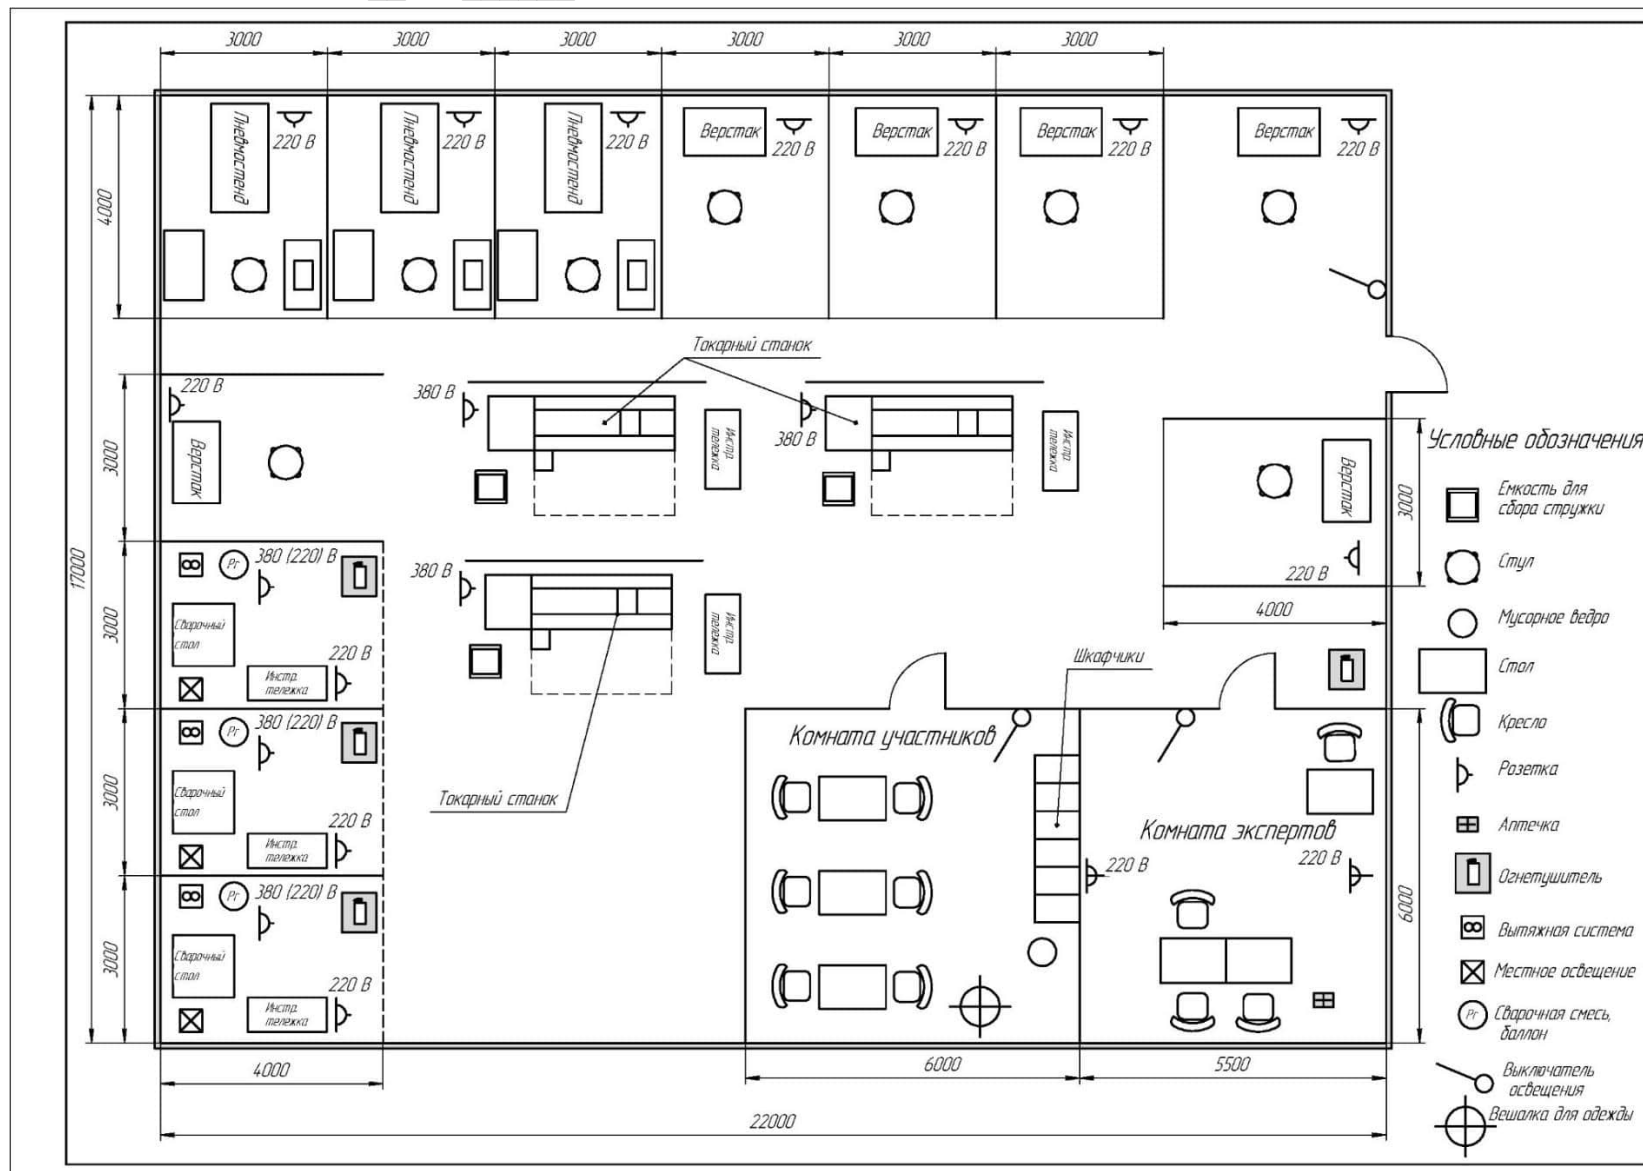 3000 3000 3000 3000 3000 3000
Пневмостенд 220 В Пневмостенд 220 В Пневмостенд 220 В Верстак 220 В Верстак 220 В Верстак 220 В Верстак 220 В
4000
17000
Токарный станок
220 В
380 В
380 В
3000
Верстак
Инстр.
тележка
Инстр.
тележка
Верстак
220 В
3000
4000
380 (220) В
Рг
3000
Сварочный
стол
220 В
Инстр.
тележка
380 В
Инстр.
тележка
Шкафчики
380 (220) В
Рг
3000
Сварочный
стол
220 В
Инстр.
тележка
Токарный станок
380 (220) В
Рг
3000
Сварочный
стол
220 В
Инстр.
тележка
Комната участников
Комната экспертов
220 В
220 В
6000
4000
6000
5500
22000
Условные обозначения
Емкость для
сбора стружки
Стул
Мусорное ведро
Стол
Кресло
Розетка
Аптечка
Огнетушитель
Вытяжная система
Местное освещение
Рг
Сварочная смесь,
баллон
Выключатель
освещения
Вешалка для одежды